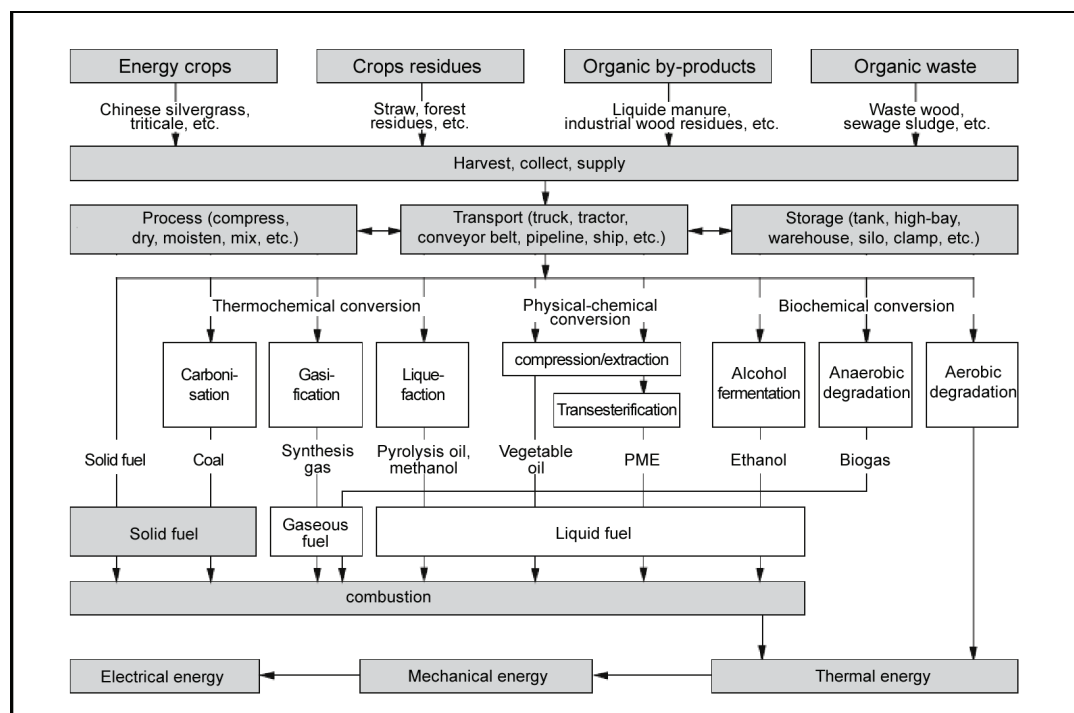 Energy crops
Crops residues
Organic by-products
Organic waste
Chinese silvergrass,
triticale, etc.
Straw, forest
residues, etc.
Liquide manure,
industrial wood residues, etc.
Waste wood,
sewage sludge, etc.
Harvest, collect, supply
Process (compress,
dry, moisten, mix, etc.)
Transport (truck, tractor,
conveyor belt, pipeline, ship, etc.)
Storage (tank, high-bay,
warehouse, silo, clamp, etc.)
Thermochemical conversion
Physical-chemical
conversion
Biochemical conversion
Carboni-
sation
Gasi-
fication
Lique-
faction
compression/extraction
Transesterification
Alcohol
fermentation
Anaerobic
degradation
Aerobic
degradation
Solid fuel
Coal
Synthesis
gas
Pyrolysis oil,
methanol
Vegetable
oil
PME
Ethanol
Biogas
Solid fuel
Gaseous
fuel
Liquid fuel
combustion
Electrical energy
Mechanical energy
Thermal energy